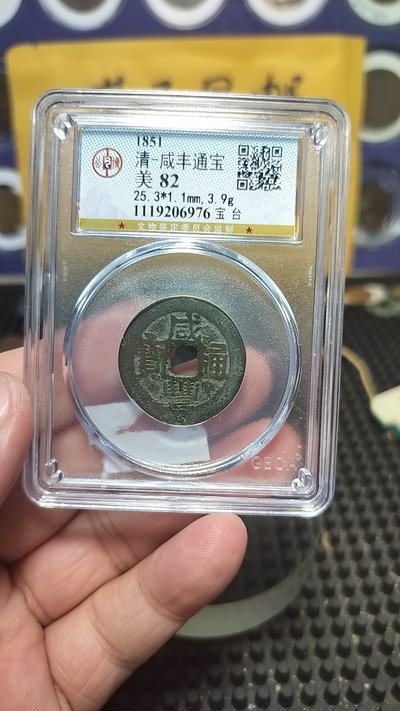 1851
清-咸丰通宝
美 82
25.3*1.1mm,3.9g
1119206976 宝台
★ 文物鉴定委员会监制 ★
咸
寶 通
豐
GBCA